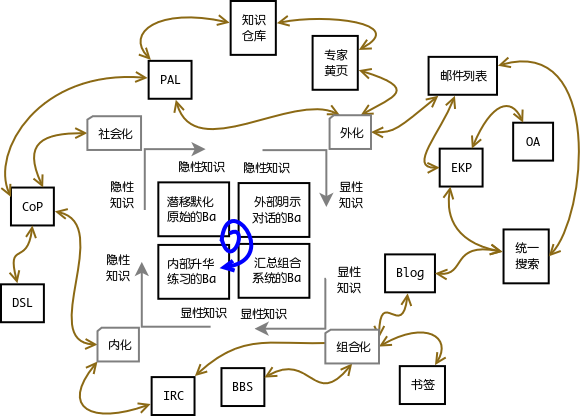 知识
仓库
专家
黄页
PAL
邮件列表
社会化
外化
OA
隐性知识
隐性知识
EKP
隐性
知识
显性
知识
潜移默化
原始的Ba
外部明示
对话的Ba
CoP
统一
搜索
隐性
知识
内部升华
练习的Ba
汇总组合
系统的Ba
显性
知识
Blog
DSL
显性知识
显性知识
内化
组合化
BBS
书签
IRC